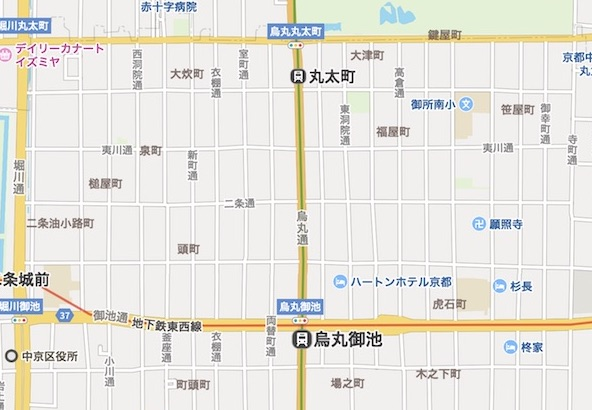 赤十字病院
堀川丸太町
烏丸丸太町
鍵屋町
デイリーカナート
イズミヤ
西洞院通
大炊町
衣棚通
室町通
丸太町
大津町
高倉通
京都中
丸太
東洞院通
御所南小
福屋町
笹屋町
御幸町通
寺町通
夷川通
泉町
新町通
夷川通
堀川通
槌屋町
二条通
烏丸通
二条油小路町
頭町
願照寺
条城前
ハートンホテル京都
杉長
堀川御池
37
御池通
地下鉄東西線
烏丸御池
虎石町
両替町通
烏丸御池
中京区役所
小川通
釜座通
衣棚通
柊家
町頭町
場之町
木之下町
岩上通